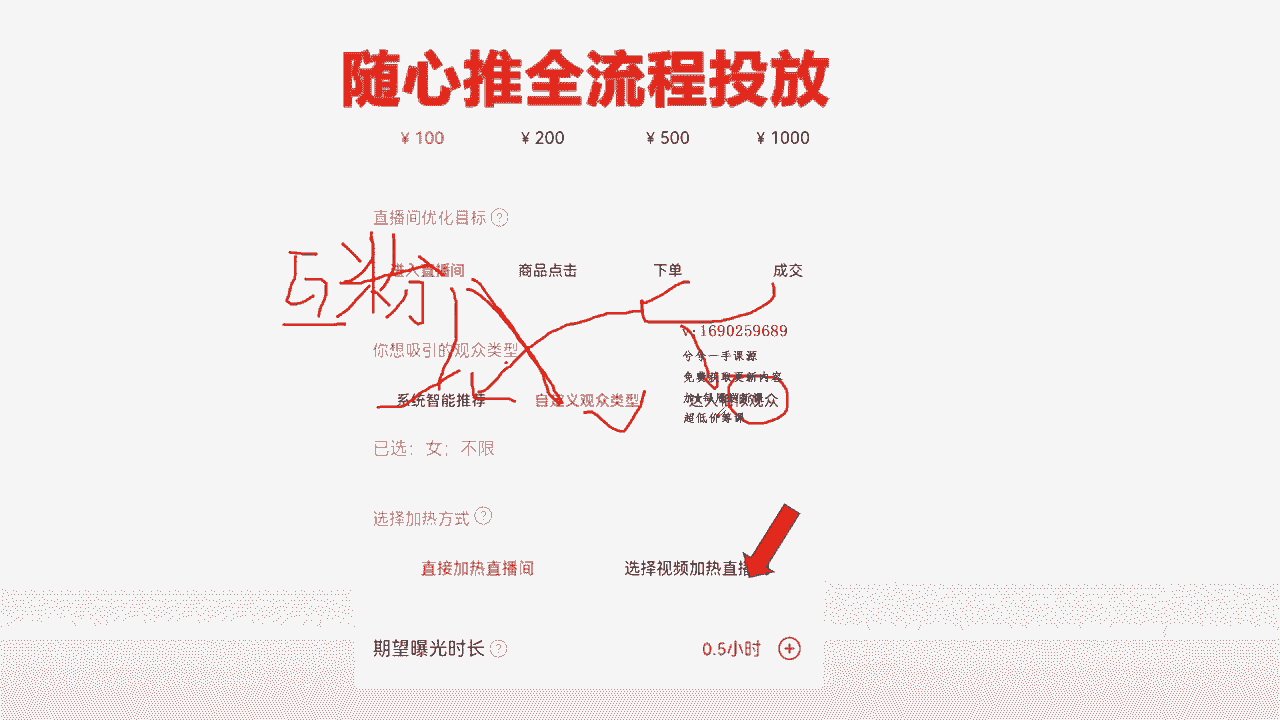 随心推全流程投放
¥ 100 ¥ 200 ¥ 500 ¥ 1000
直播间优化目标 ?
互粉
进入直播间 商品点击 下单 成交
v: 1690259689
你想吸引的观众类型
分享一手课源
免费获取更新内容
系统智能推荐 自定义观众类型 达人相似观众
超低价筹课
已选：女；不限
选择加热方式 ?
直接加热直播间 选择视频加热直播
期望曝光时长 ? 0.5小时 +